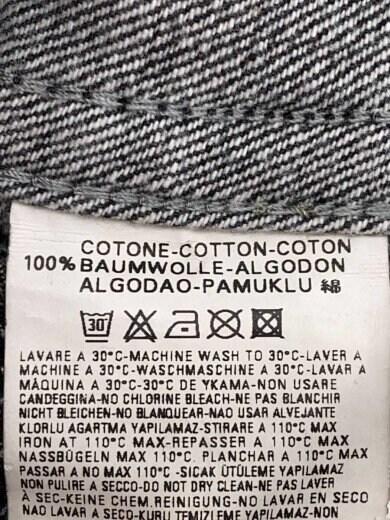 COTONE-COTTON-COTON
100% BAUMWOLLE-ALGODON
ALGODAO-PAMUKLU 綿
30
LAVARE A 30°C-MACHINE WASH TO 30°C-LAVER A
MACHINE A 30°C-WASCHMASCHINE A 30°C-LAVAR A
MÁQUINA A 30°C-30°C DE YKAMA-NON USARE
CANDEGGINA-NO CHLORINE BLEACH-NE PAS BLANCHIR
NICHT BLEICHEN-NO BLANQUEAR-NAO USAR ALVEJANTE
KLORLU AGARTMA YAPILAMAZ-STIRARE A 110°C MAX
IRON AT 110°C MAX-REPASSER A 110°C MAX
NASSBÜGELN MAX 110°C. PLANCHAR A 110°C MAX
PASSAR A NO MAX 110°C -SICAK ÜTÜLEME YAPILAMAZ
NON PULIRE A SECCO-DO NOT DRY CLEAN-NE PAS LAVER
À SEC-KEINE CHEM.REINIGUNG-NO LAVAR EN SECO
NAO LAVAR A SECO-KURU TEMIZLEME YAPILAMAZ-NON